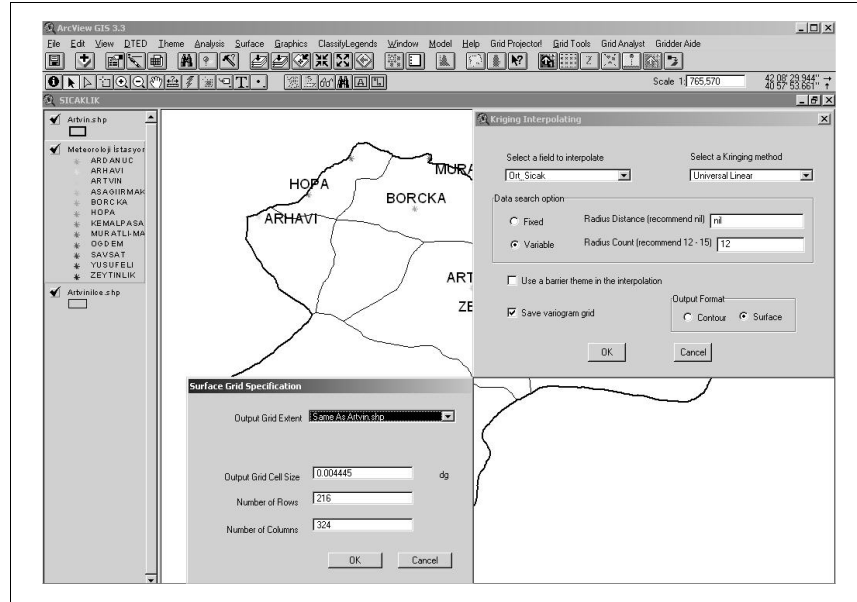 ArcView GIS 3.3
File Edit View DTED Theme Analysis Surface Graphics ClassifyLegends Window Model Help Grid Projector! Grid Tools Grid Analyst Gridder Aide
Scale 1: 765,570
42 08' 29.944"
40 57' 53.661"
SICAKLIK
Artvin.shp
Meteoroloji İstasyor
ARDANUC
ARHAVI
ARTVIN
ASAGIIRMAK
BORCKA
HOPA
KEMALPASA
MURATLI-MA
OGDEM
SAVSAT
YUSUFELI
ZEYTINLIK
Artvinilce.shp
HOPA
MURA
BORCKA
ARHAVI
ART
ZE
Kriging Interpolating
Select a field to interpolate
Select a Kringing method
Ort_Sicak
Universal Linear
Data search option
Fixed
Radius Distance (recommend nil) nil
Variable
Radius Count (recommend 12 - 15) 12
Use a barrier theme in the interpolation
Save variogram grid
Output Format
Contour
Surface
OK
Cancel
Surface Grid Specification
Output Grid Extent Same As Artvin.shp
Output Grid Cell Size 0.004445 dg
Number of Rows 216
Number of Columns 324
OK
Cancel